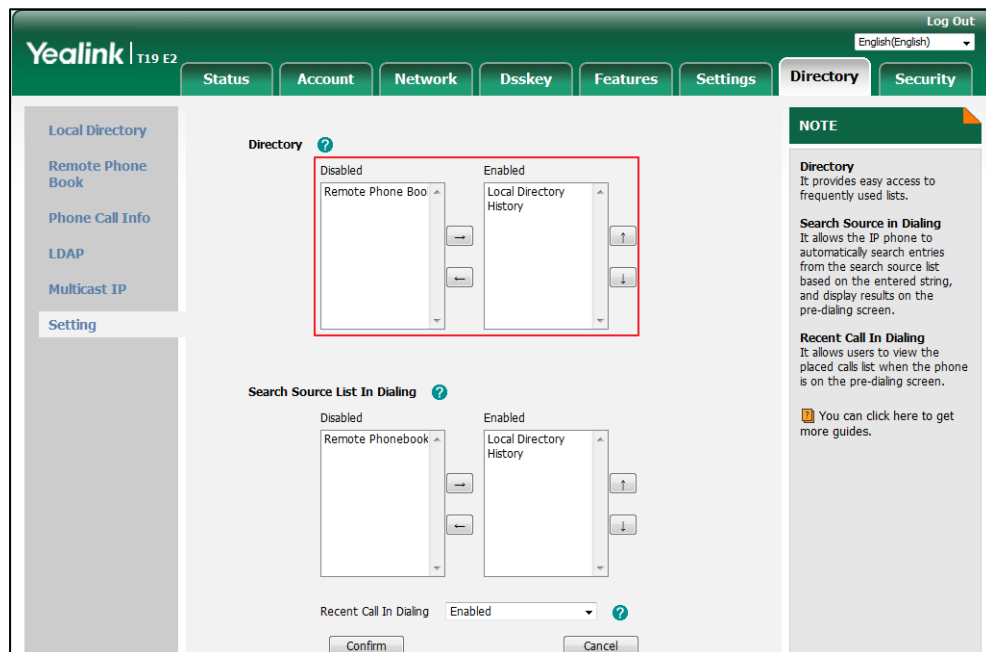 Log Out
English(English)
Yealink T19 E2
Status Account Network Dsskey Features Settings Directory Security
Local Directory
Remote Phone
Book
Phone Call Info
LDAP
Multicast IP
Setting
Directory ?
Disabled Enabled
Remote Phone Boo Local Directory
History
→ ↑
← ↓
Search Source List In Dialing ?
Disabled Enabled
Remote Phonebook Local Directory
History
→ ↑
← ↓
Recent Call In Dialing Enabled ?
Confirm Cancel
NOTE
Directory
It provides easy access to
frequently used lists.
Search Source in Dialing
It allows the IP phone to
automatically search entries
from the search source list
based on the entered string,
and display results on the
pre-dialing screen.
Recent Call In Dialing
It allows users to view the
placed calls list when the phone
is on the pre-dialing screen.
? You can click here to get
more guides.